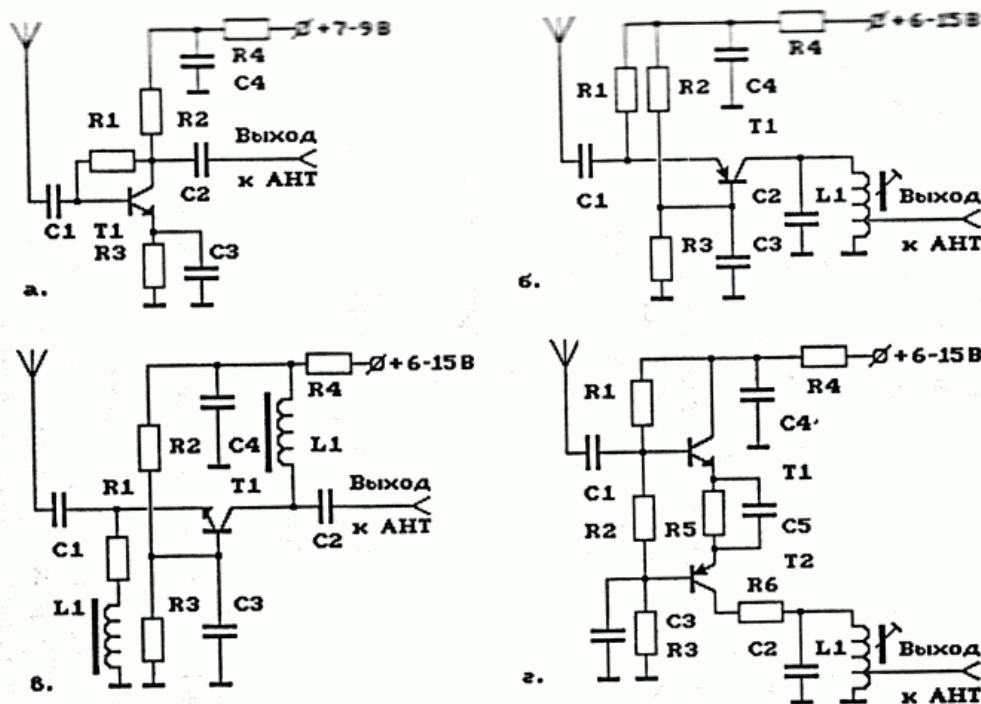 +7-9В
R4
C4
R1
R2
Выход
к АНТ
C2
C1
T1
R3
C3
а.
+6-15В
R4
R1
R2
C4
T1
C1
C2
L1
Выход
к АНТ
R3
C3
б.
+6-15В
R4
R2
C4
L1
R1
T1
Выход
к АНТ
C1
C2
L1
R3
C3
в.
+6-15В
R4
R1
C4
C1
T1
R2
R5
C5
T2
R6
C3
R3
C2
L1
Выход
к АНТ
г.